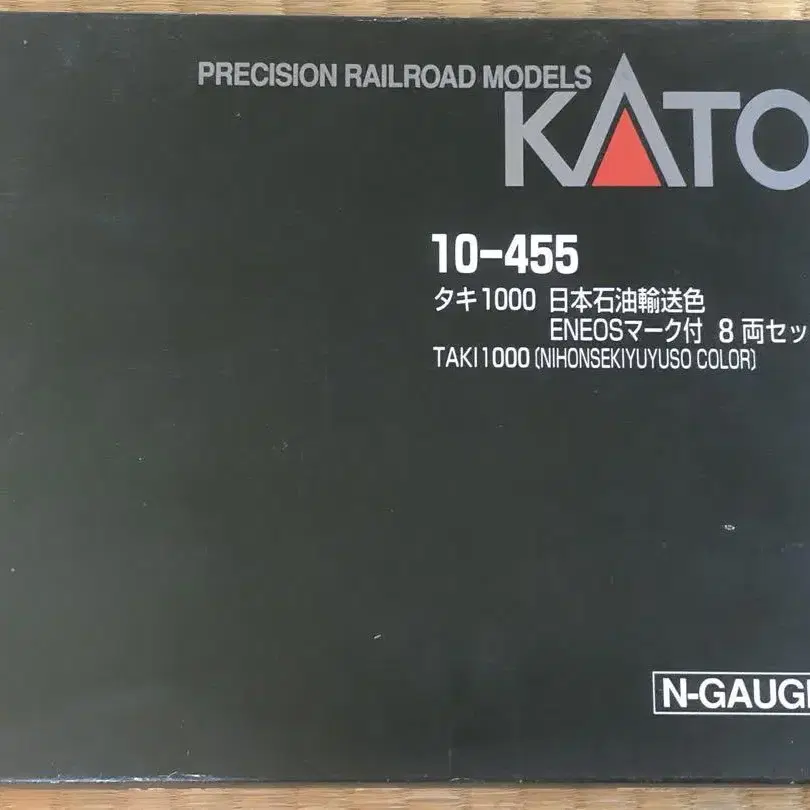 PRECISION RAILROAD MODELS
KATO
10-455
タキ1000 日本石油輸送色
ENEOSマーク付 8両セッ
TAKI1000 (NIHONSEKIYUYUSO COLOR)
N-GAUG